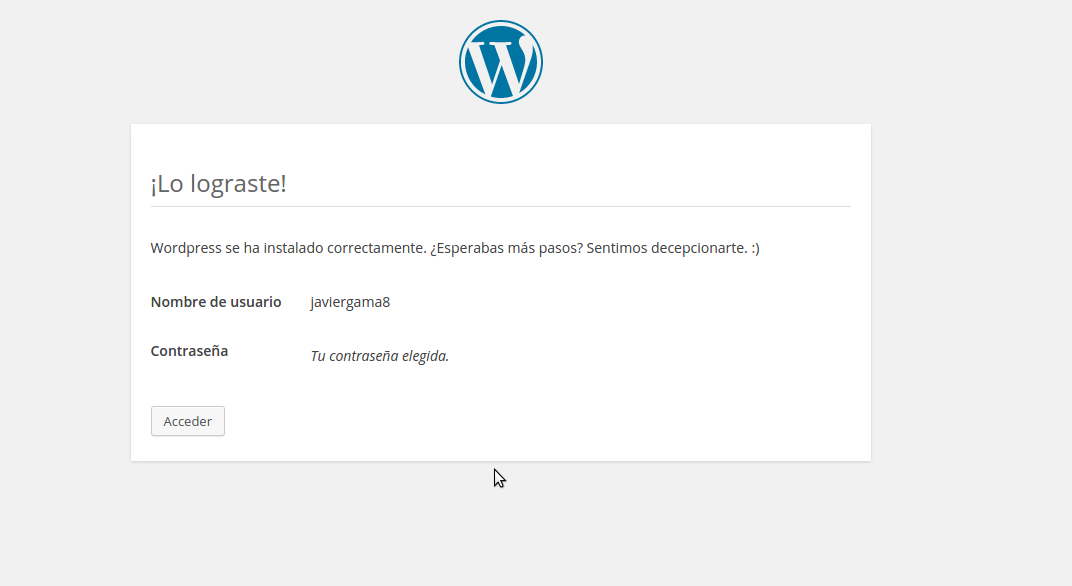 ¡Lo lograste!
Wordpress se ha instalado correctamente. ¿Esperabas más pasos? Sentimos decepcionarte. :)
Nombre de usuario javiergama8
Contraseña Tu contraseña elegida.
Acceder